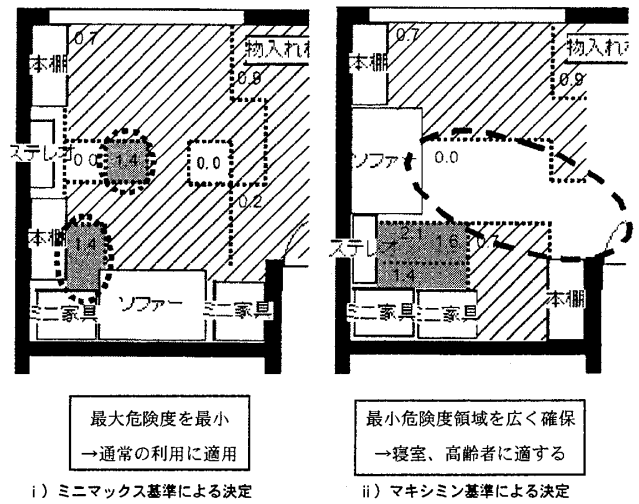 0.7
本棚
物入れ
0.9
ステレオ
0.0
1.4
0.0
0.2
本棚
1.4
ミニ家具
ソファー
ミニ家具
最大危険度を最小
→通常の利用に適用
i）ミニマックス基準による決定
0.7
本棚
物入れ
0.9
ソファー
0.0
ステレオ
2.1
1.6
0.7
1.4
ミニ家具
ミニ家具
本棚
最小危険度領域を広く確保
→寝室、高齢者に適する
ii）マキシミン基準による決定